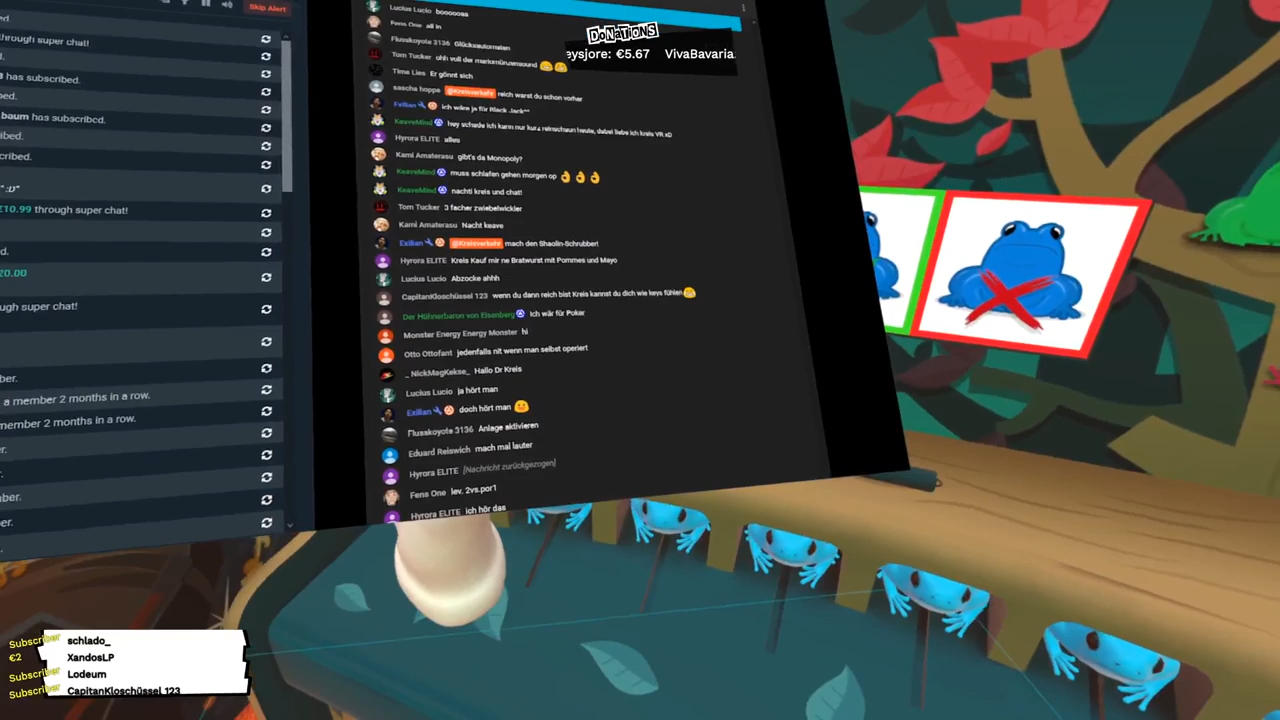 Skip Alert
ed.
through super chat!
d.
3 has subscribed.
bed.
baum has subscribed.
ibed.
ribed.
:D"
£10.99 through super chat!
d.
20.00
ugh super chat!
ber.
a member 2 months in a row.
member 2 months in a row.
er.
r.
mber.
er.
Lucius Lucio booooooss
Fens One all in
Flusskoyote 3136 Glücksautomaten
Tom Tucker ohh voll der mariomünzensound 😂😂
Time Lies Er gönnt sich
sascha hoppe @Kreisverkehr reich warst du schon vorher
Exilian ich wäre ja für Black Jack^^
KeaveMind hey schade ich kann nur kurz reinschaun heute, dabei liebe ich kreis VR xD
Hyrora ELITE alles
Kami Amaterasu gibt's da Monopoly?
KeaveMind muss schlafen gehen morgen op 👌👌👌
KeaveMind nachti kreis und chat!
Tom Tucker 3 facher zwiebelwickler
Kami Amaterasu Nacht keave
Exilian @Kreisverkehr mach den Shaolin-Schrubber!
Hyrora ELITE Kreis Kauf mir ne Bratwurst mit Pommes und Mayo
Lucius Lucio Abzocke ahhh
CapitanKloschüssel 123 wenn du dann reich bist Kreis kannst du dich wie keys fühlen😂
Der Hühnerbaron von Eisenberg Ich wär für Poker
Monster Energy Energy Monster hi
Otto Ottofant jedenfalls nit wenn man selbst operiert
_ NickMagKekse_ Hallo Dr Kreis
Lucius Lucio ja hört man
Exilian doch hört man
Flusskoyote 3136 Anlage aktivieren
Eduard Reiswich mach mal lauter
Hyrora ELITE [Nachricht zurückgezogen]
Fens One lev. 2vs.por1
Hyrora ELITE ich hör das
DONATIONS
eysjore: €5.67 VivaBavaria
Subscriber schlado_
€2 XandosLP
Subscriber Lodeum
Subscriber CapitanKloschüssel 123